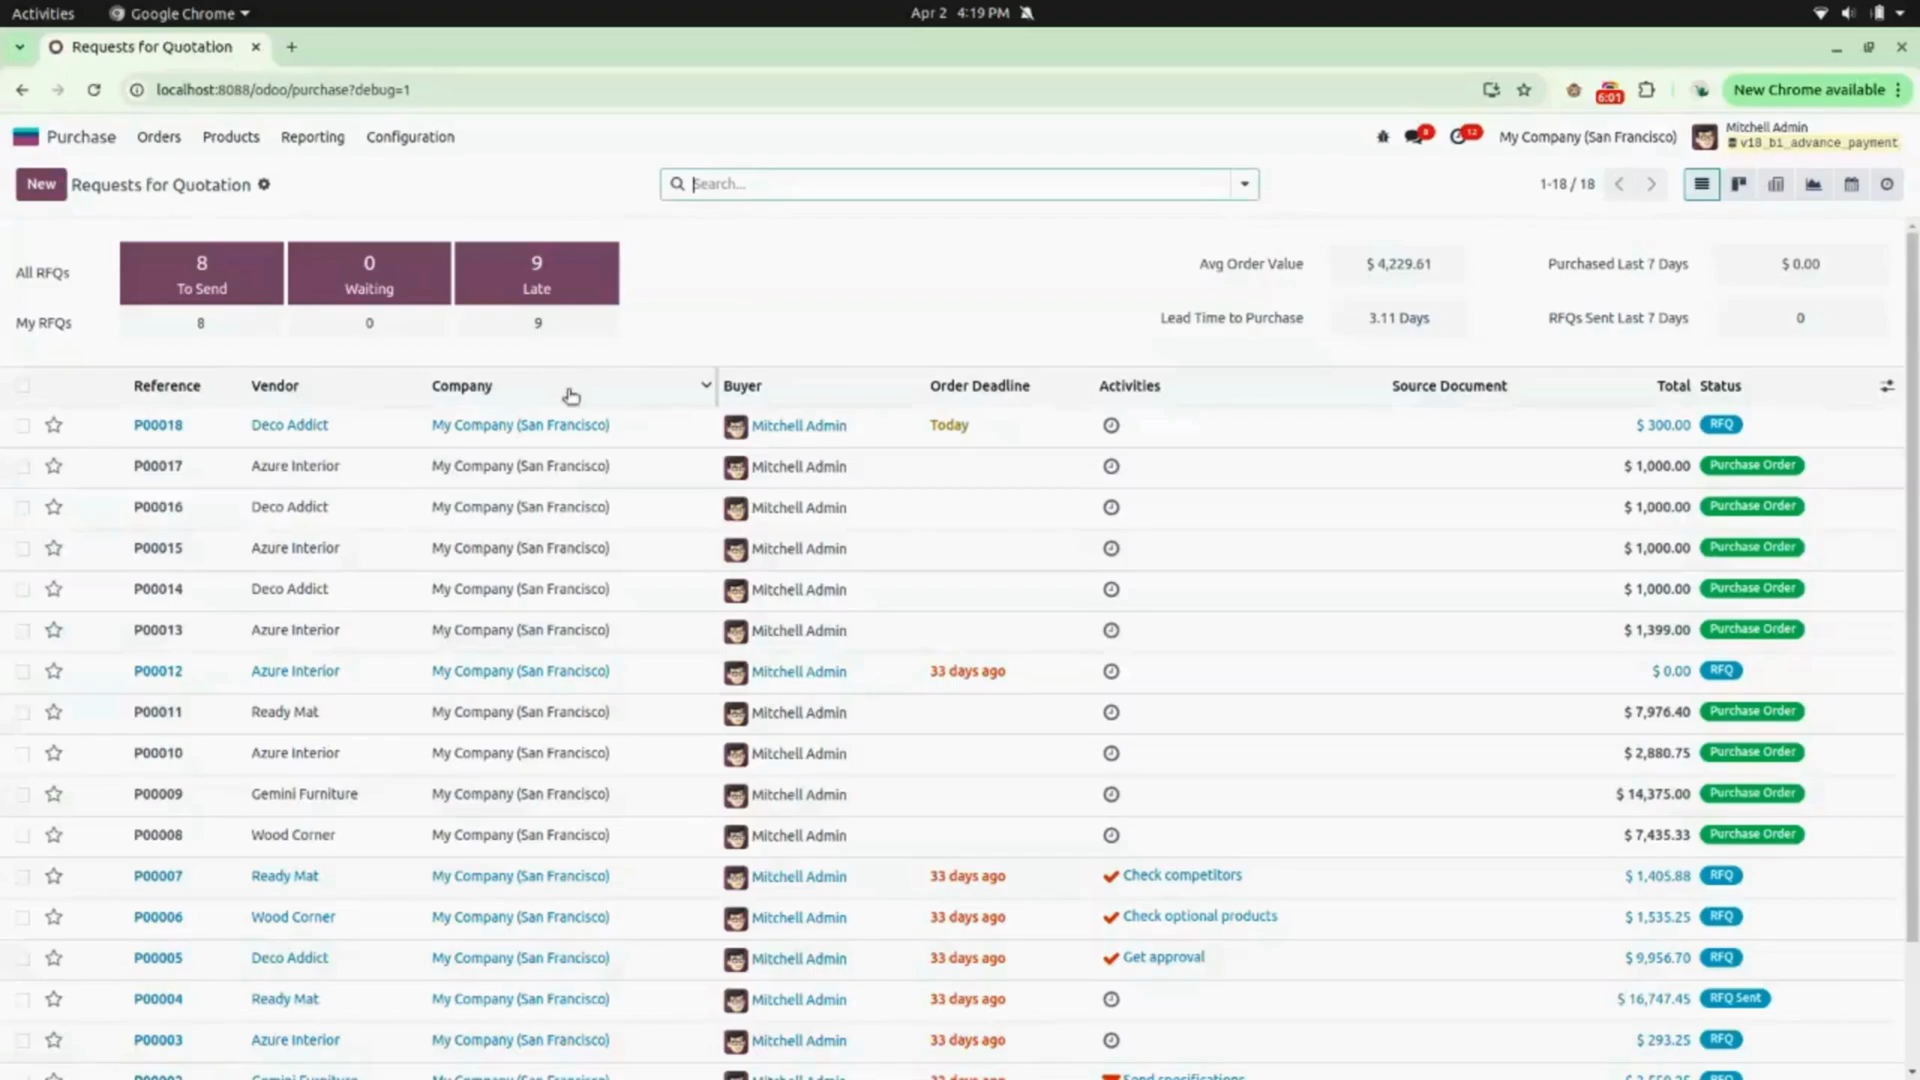 Activities Google Chrome Apr 2 4:19 PM
Requests for Quotation
localhost:8088/odoo/purchase?debug=1 6:01 New Chrome available
Purchase Orders Products Reporting Configuration 12 My Company (San Francisco) Mitchell Admin
v18_bi_advance_payment
New Requests for Quotation Search... 1-18 / 18
All RFQs 8 To Send 0 Waiting 9 Late Avg Order Value $ 4,229.61 Purchased Last 7 Days $ 0.00
My RFQs 8 0 9 Lead Time to Purchase 3.11 Days RFQs Sent Last 7 Days 0
Reference Vendor Company Buyer Order Deadline Activities Source Document Total Status
P00018 Deco Addict My Company (San Francisco) Mitchell Admin Today $ 300.00 RFQ
P00017 Azure Interior My Company (San Francisco) Mitchell Admin $ 1,000.00 Purchase Order
P00016 Deco Addict My Company (San Francisco) Mitchell Admin $ 1,000.00 Purchase Order
P00015 Azure Interior My Company (San Francisco) Mitchell Admin $ 1,000.00 Purchase Order
P00014 Deco Addict My Company (San Francisco) Mitchell Admin $ 1,000.00 Purchase Order
P00013 Azure Interior My Company (San Francisco) Mitchell Admin $ 1,399.00 Purchase Order
P00012 Azure Interior My Company (San Francisco) Mitchell Admin 33 days ago $ 0.00 RFQ
P00011 Ready Mat My Company (San Francisco) Mitchell Admin $ 7,976.40 Purchase Order
P00010 Azure Interior My Company (San Francisco) Mitchell Admin $ 2,880.75 Purchase Order
P00009 Gemini Furniture My Company (San Francisco) Mitchell Admin $ 14,375.00 Purchase Order
P00008 Wood Corner My Company (San Francisco) Mitchell Admin $ 7,435.33 Purchase Order
P00007 Ready Mat My Company (San Francisco) Mitchell Admin 33 days ago Check competitors $ 1,405.88 RFQ
P00006 Wood Corner My Company (San Francisco) Mitchell Admin 33 days ago Check optional products $ 1,535.25 RFQ
P00005 Deco Addict My Company (San Francisco) Mitchell Admin 33 days ago Get approval $ 9,956.70 RFQ
P00004 Ready Mat My Company (San Francisco) Mitchell Admin 33 days ago $ 16,747.45 RFQ Sent
P00003 Azure Interior My Company (San Francisco) Mitchell Admin 33 days ago $ 293.25 RFQ